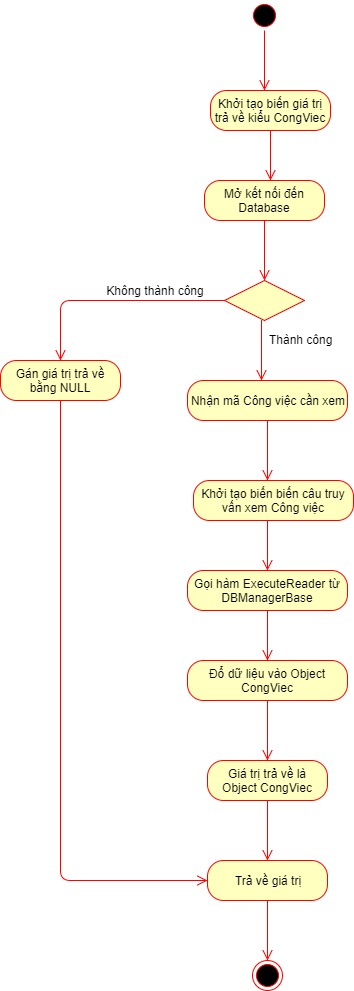 Khởi tạo biến giá trị
trả về kiểu CongViec
Mở kết nối đến
Database
Không thành công
Thành công
Gán giá trị trả về
bằng NULL
Nhận mã Công việc cần xem
Khởi tạo biến biến câu truy
vấn xem Công việc
Gọi hàm ExecuteReader từ
DBManagerBase
Đổ dữ liệu vào Object
CongViec
Giá trị trả về là
Object CongViec
Trả về giá trị